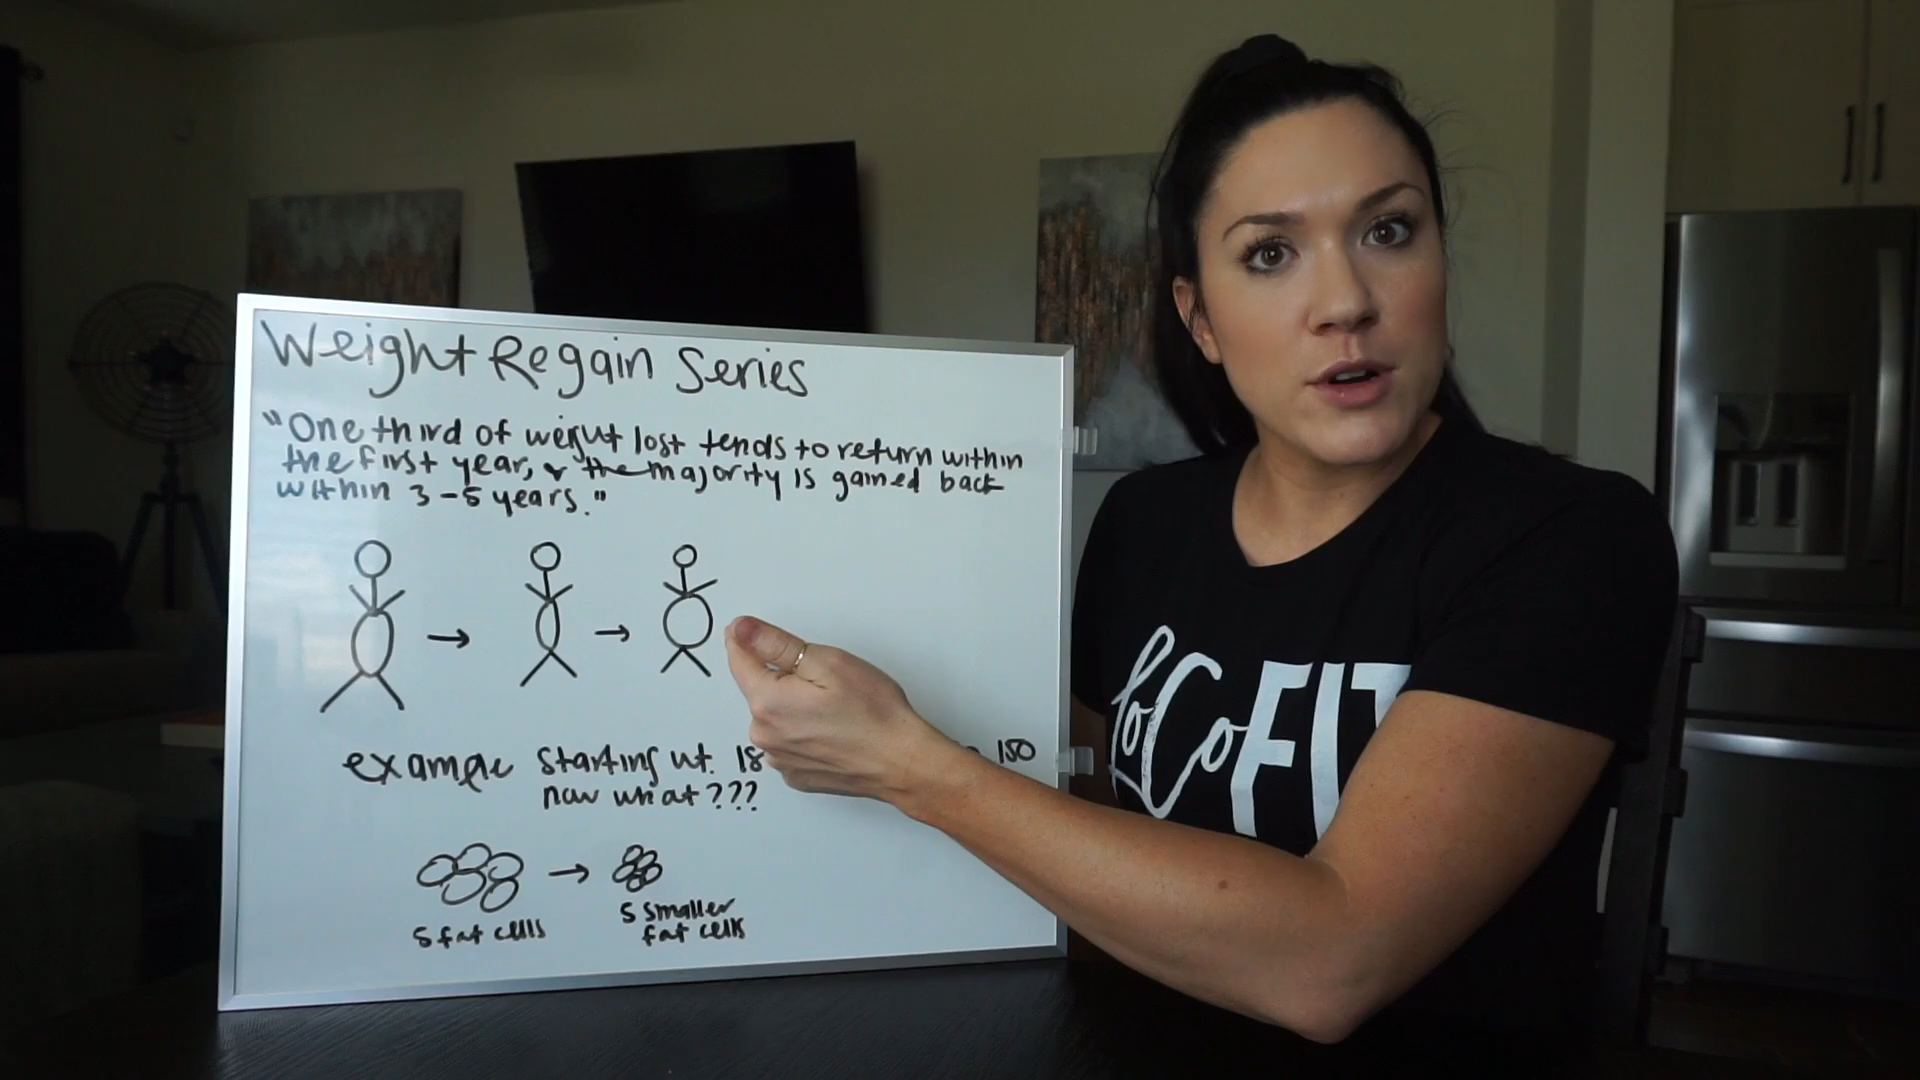 Weight Regain Series
"One third of weight lost tends to return within
the first year, & the majority is gained back
within 3-5 years."
example starting wt. 18 150
now what???
5 fat cells
5 smaller
fat cells
LoCoFIT